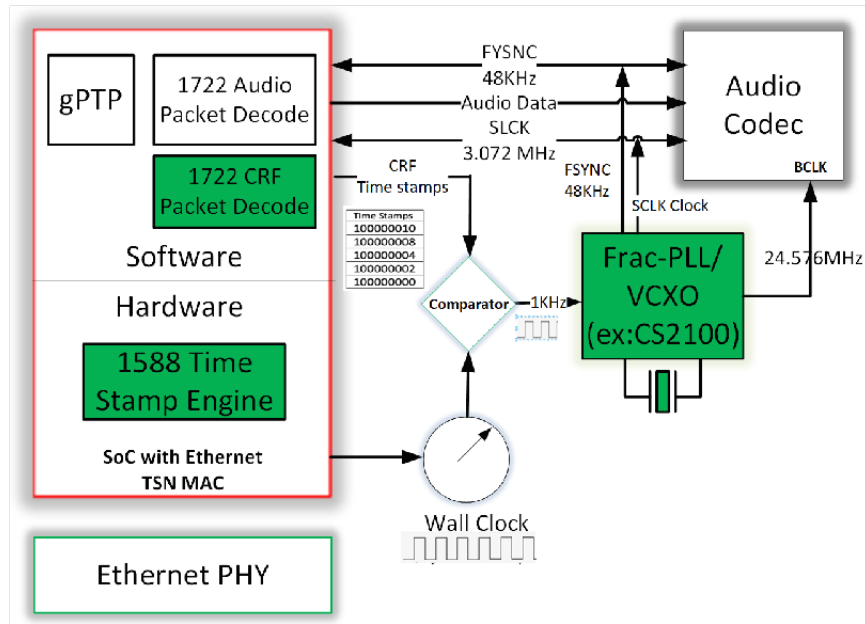 gPTP
1722 Audio
Packet Decode
1722 CRF
Packet Decode
Software
Hardware
1588 Time
Stamp Engine
SoC with Ethernet
TSN MAC
Ethernet PHY
FYSNC
48KHz
Audio Data
SLCK
3.072 MHz
CRF
Time stamps
Time Stamps
100000010
100000008
100000004
100000002
100000000
Comparator
1KHz
Wall Clock
FSYNC
48KHz
SCLK Clock
Frac-PLL/
VCXO
(ex:CS2100)
24.576MHz
Audio
Codec
BCLK